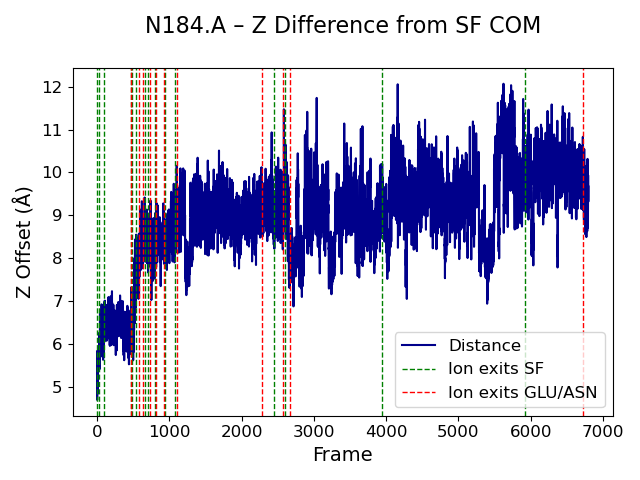 N184.A – Z Difference from SF COM
Z Offset (Å)
12
11
10
9
8
7
6
5
Distance
Ion exits SF
Ion exits GLU/ASN
0 1000 2000 3000 4000 5000 6000 7000
Frame